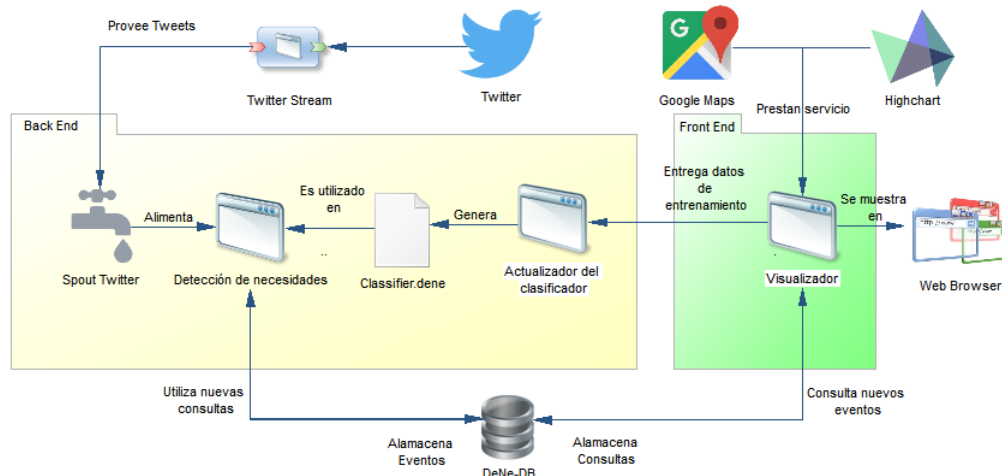 Provee Tweets
Twitter Stream
Twitter
G
Google Maps
Highchart
Prestan servicio
Back End
Front End
Spout Twitter
Alimenta
Detección de necesidades
Es utilizado
en
..
Classifier.dene
Genera
Actualizador del
clasificador
Entrega datos
de
entrenamiento
.
Visualizador
Se muestra
en
http://
Web Browser
Utiliza nuevas
consultas
Alamacena
Eventos
DeNe-DB
Alamacena
Consultas
Consulta nuevos
eventos